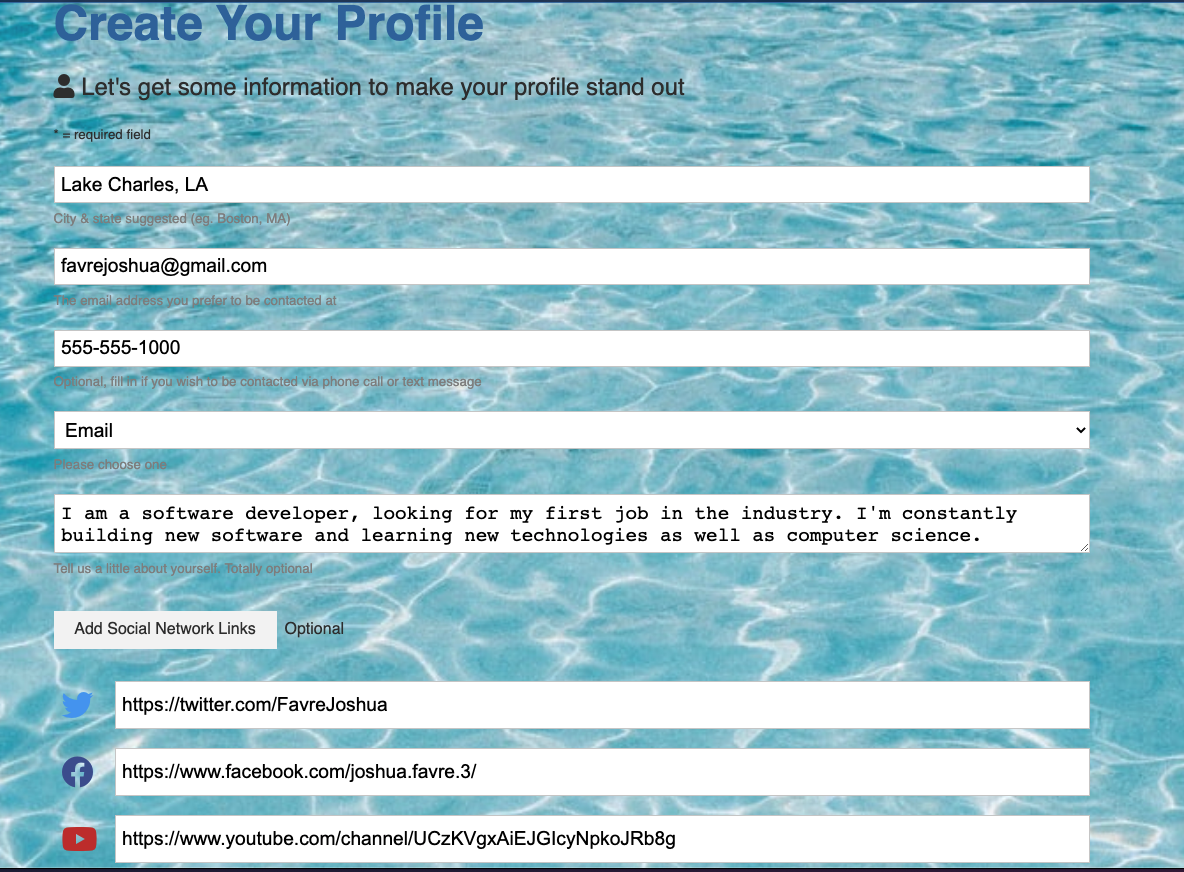 Create Your Profile
Let's get some information to make your profile stand out
* = required field
Lake Charles, LA
City & state suggested (eg. Boston, MA)
favrejoshua@gmail.com
The email address you prefer to be contacted at
555-555-1000
Optional, fill in if you wish to be contacted via phone call or text message
Email
Please choose one
I am a software developer, looking for my first job in the industry. I'm constantly
building new software and learning new technologies as well as computer science.
Tell us a little about yourself. Totally optional
Add Social Network Links Optional
https://twitter.com/FavreJoshua
https://www.facebook.com/joshua.favre.3/
https://www.youtube.com/channel/UCzKVgxAiEJGIcyNpkoJRb8g